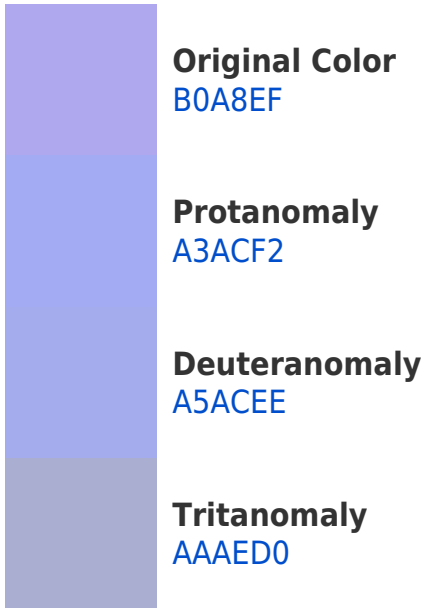 Original Color
B0A8EF
Protanomaly
A3ACF2
Deuteranomaly
A5ACEE
Tritanomaly
AAAED0